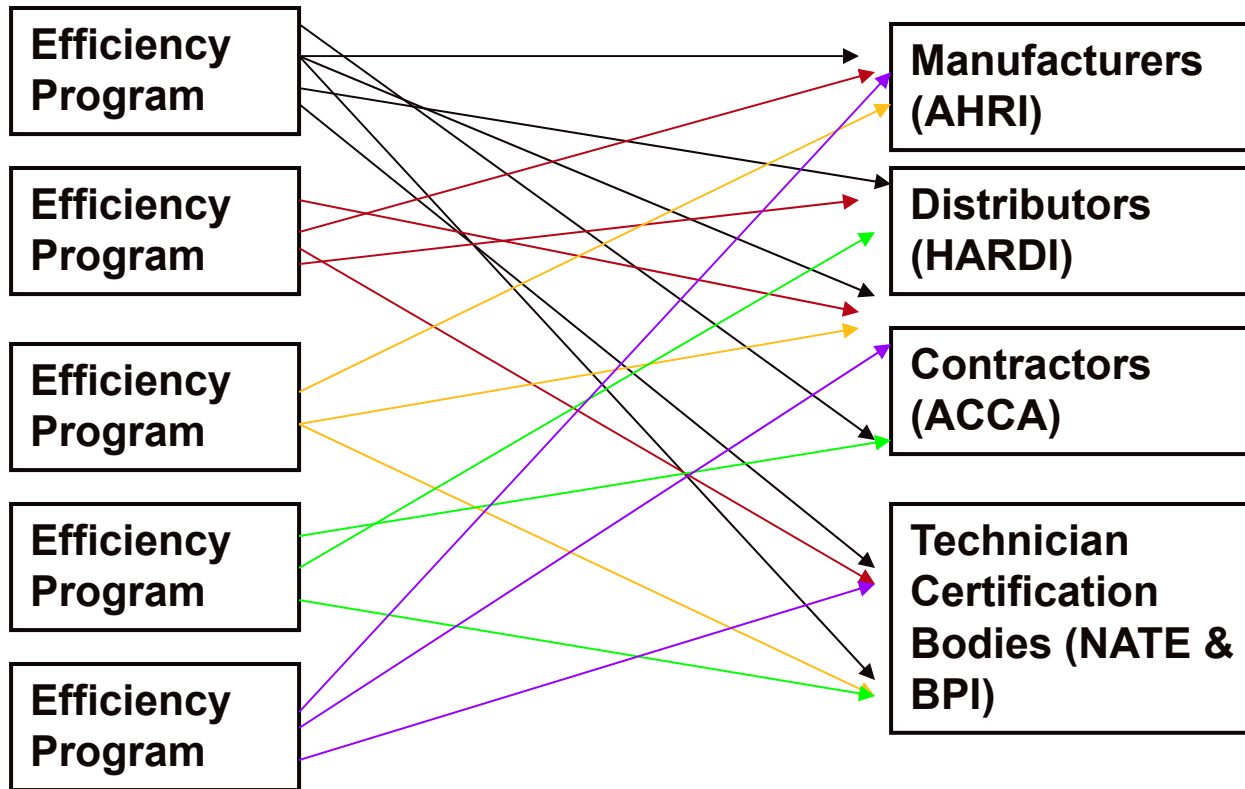 Efficiency
Program
Efficiency
Program
Efficiency
Program
Efficiency
Program
Efficiency
Program
Manufacturers
(AHRI)
Distributors
(HARDI)
Contractors
(ACCA)
Technician
Certification
Bodies (NATE &
BPI)